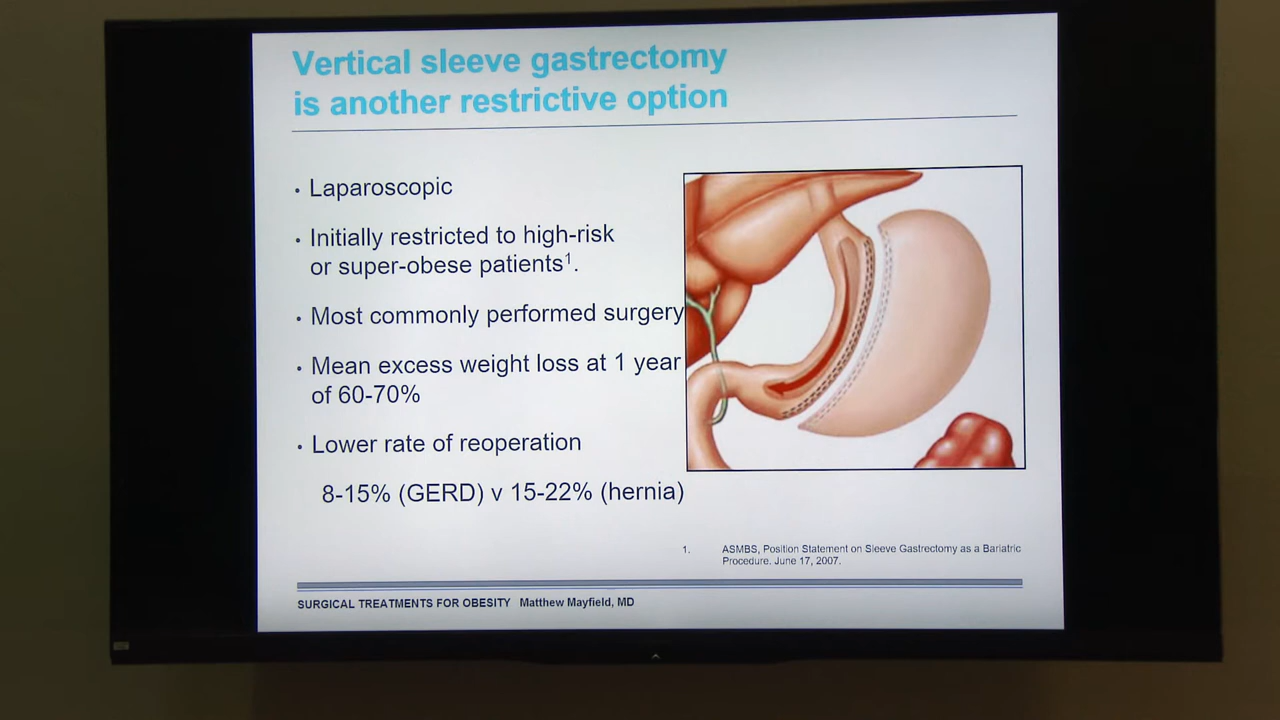 Vertical sleeve gastrectomy
is another restrictive option
• Laparoscopic
• Initially restricted to high-risk
or super-obese patients¹.
• Most commonly performed surgery
• Mean excess weight loss at 1 year
of 60-70%
• Lower rate of reoperation
8-15% (GERD) v 15-22% (hernia)
1. ASMBS, Position Statement on Sleeve Gastrectomy as a Bariatric
Procedure. June 17, 2007.
SURGICAL TREATMENTS FOR OBESITY Matthew Mayfield, MD